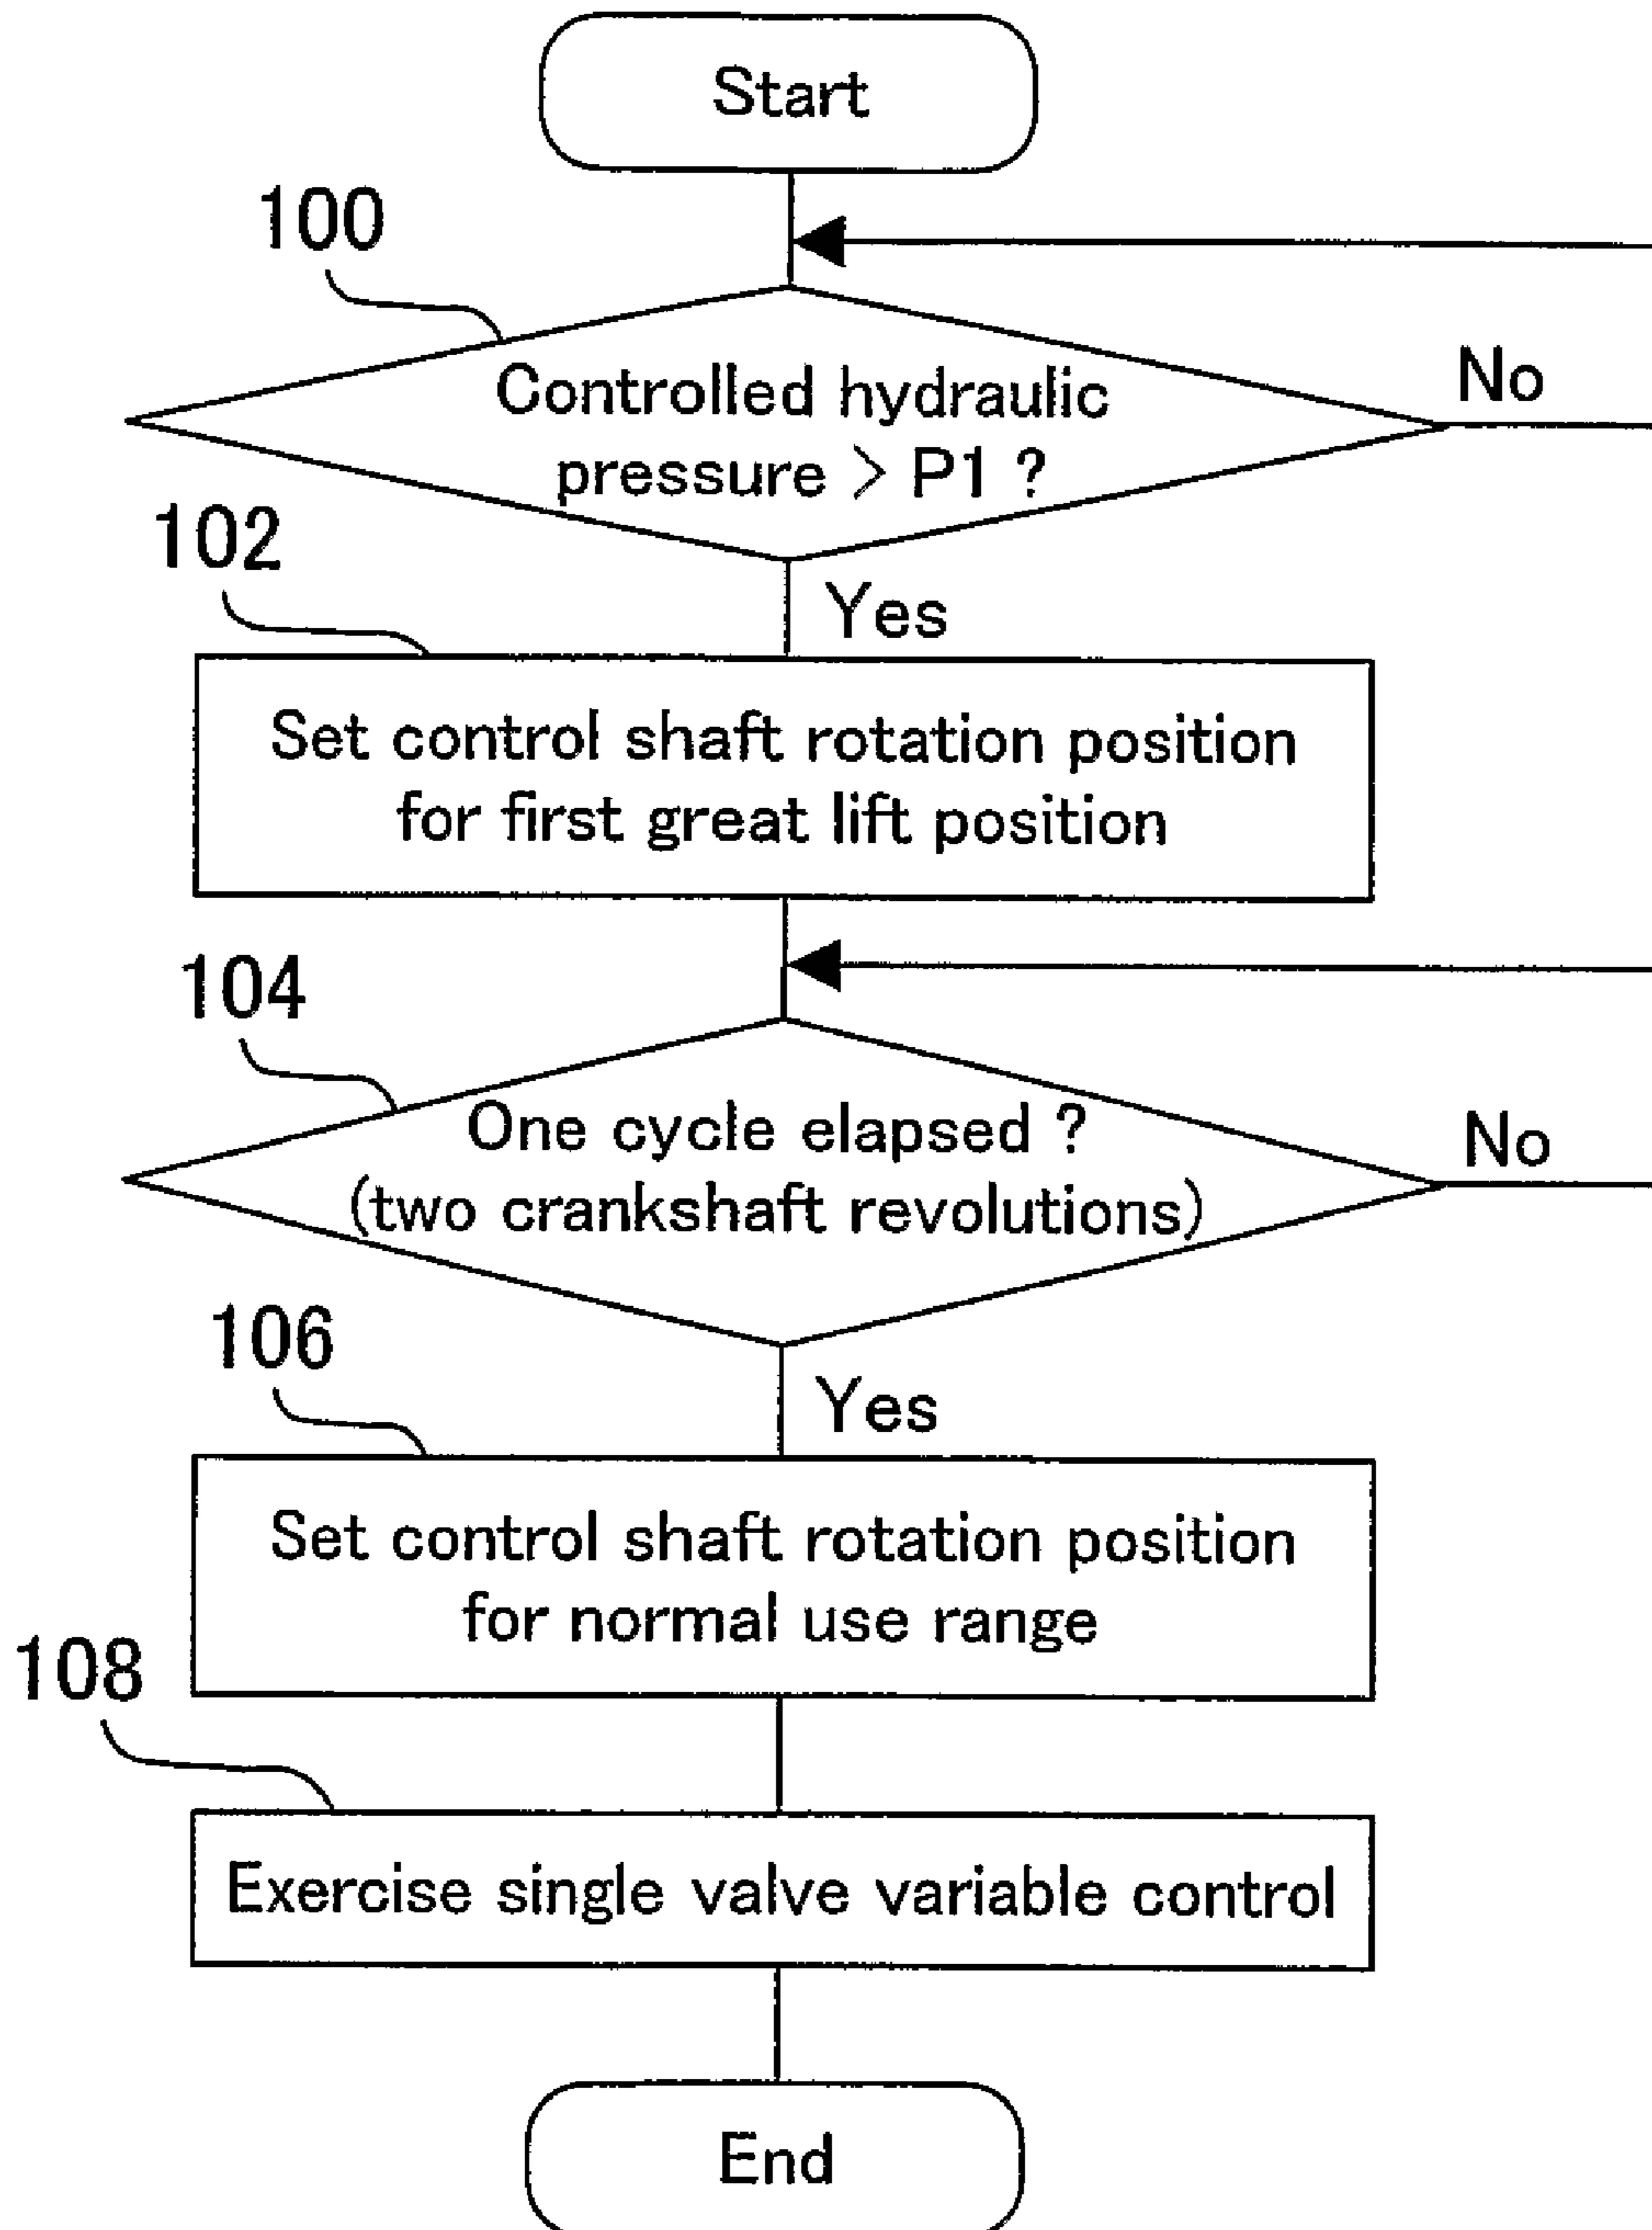 Start
100
Controlled hydraulic
pressure > P1 ?
No
102
Yes
Set control shaft rotation position
for first great lift position
104
One cycle elapsed ?
(two crankshaft revolutions)
No
106
Yes
Set control shaft rotation position
for normal use range
108
Exercise single valve variable control
End